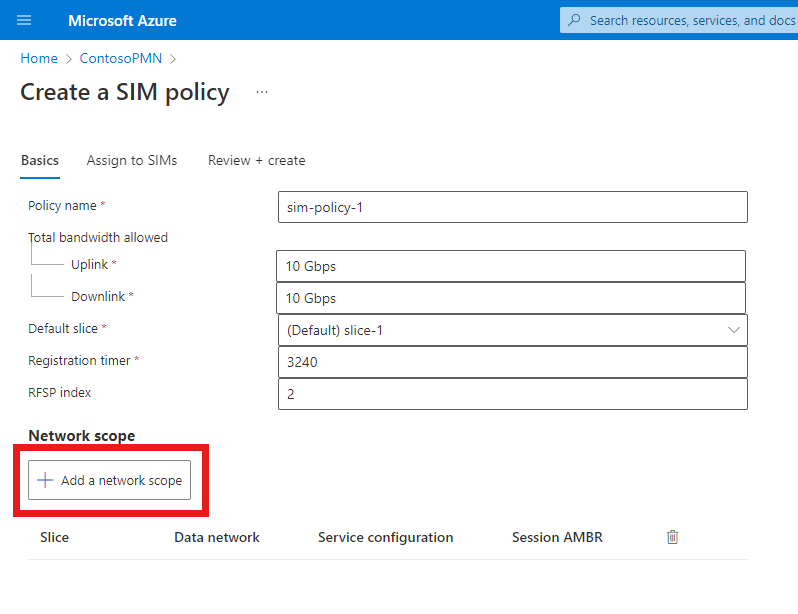 Microsoft Azure
Search resources, services, and docs
Home > ContosoPMN >
Create a SIM policy ...
Basics Assign to SIMs Review + create
Policy name * sim-policy-1
Total bandwidth allowed
Uplink * 10 Gbps
Downlink * 10 Gbps
Default slice * (Default) slice-1
Registration timer * 3240
RFSP index 2
Network scope
+ Add a network scope
Slice Data network Service configuration Session AMBR